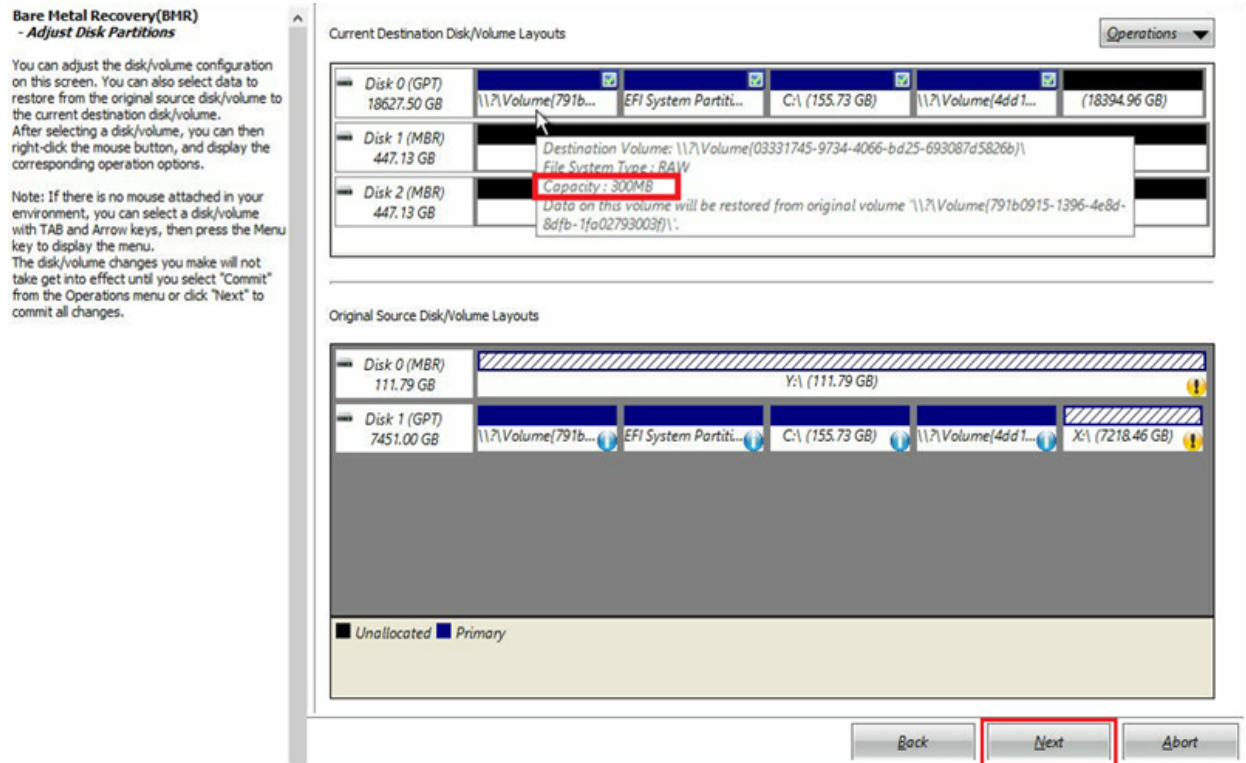 Bare Metal Recovery(BMR)
- Adjust Disk Partitions
You can adjust the disk/volume configuration
on this screen. You can also select data to
restore from the original source disk/volume to
the current destination disk/volume.
After selecting a disk/volume, you can then
right-click the mouse button, and display the
corresponding operation options.
Note: If there is no mouse attached in your
environment, you can select a disk/volume
with TAB and Arrow keys, then press the Menu
key to display the menu.
The disk/volume changes you make will not
take get into effect until you select "Commit"
from the Operations menu or click "Next" to
commit all changes.
Current Destination Disk/Volume Layouts
Operations
Disk 0 (GPT)
18627.50 GB
\\?\Volume{791b...
EFI System Partiti...
C:\ (155.73 GB)
\\?\Volume{4dd1...
(18394.96 GB)
Disk 1 (MBR)
447.13 GB
Disk 2 (MBR)
447.13 GB
Destination Volume: \\?\Volume{03331745-9734-4066-bd25-693087d5826b}\
File System Type : RAW
Capacity : 300MB
Data on this volume will be restored from original volume '\\?\Volume{791b0915-1396-4e8d-
8dfb-1fa02793003f}\'.
Original Source Disk/Volume Layouts
Disk 0 (MBR)
111.79 GB
Y:\ (111.79 GB)
Disk 1 (GPT)
7451.00 GB
\\?\Volume{791b...
EFI System Partiti...
C:\ (155.73 GB)
\\?\Volume{4dd1...
X:\ (7218.46 GB)
Unallocated Primary
Back Next Abort